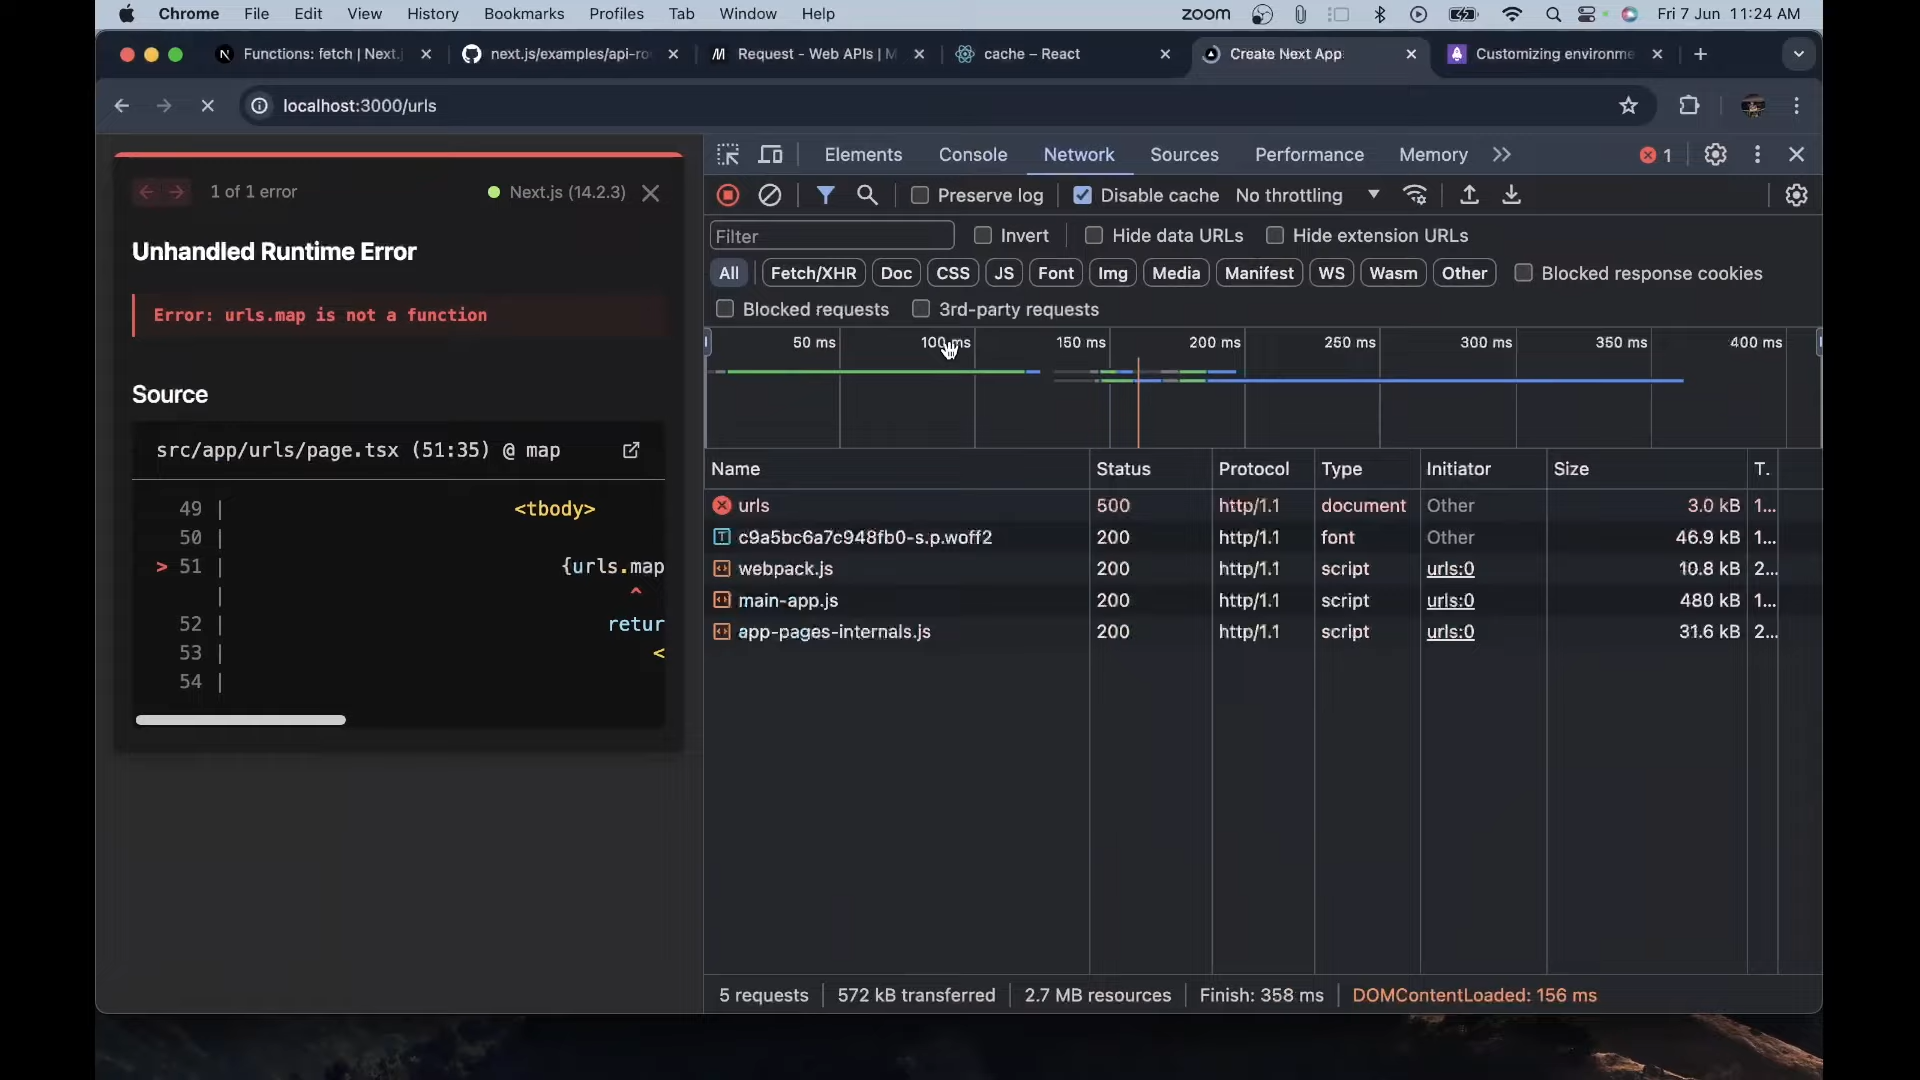 Chrome File Edit View History Bookmarks Profiles Tab Window Help zoom Fri 7 Jun 11:24 AM
Functions: fetch | Next.j next.js/examples/api-ro Request - Web APIs | M cache – React Create Next App Customizing environme
localhost:3000/urls
Elements Console Network Sources Performance Memory 1
1 of 1 error Next.js (14.2.3)
Preserve log Disable cache No throttling
Filter Invert Hide data URLs Hide extension URLs
All Fetch/XHR Doc CSS JS Font Img Media Manifest WS Wasm Other Blocked response cookies
Blocked requests 3rd-party requests
50 ms 100 ms 150 ms 200 ms 250 ms 300 ms 350 ms 400 ms
Unhandled Runtime Error
Error: urls.map is not a function
Source
src/app/urls/page.tsx (51:35) @ map
49 | <tbody>
50 |
> 51 | {urls.map
| ^
52 | retur
53 | <
54 |
Name Status Protocol Type Initiator Size T.
urls 500 http/1.1 document Other 3.0 kB 1...
c9a5bc6a7c948fb0-s.p.woff2 200 http/1.1 font Other 46.9 kB 1...
webpack.js 200 http/1.1 script urls:0 10.8 kB 2...
main-app.js 200 http/1.1 script urls:0 480 kB 1...
app-pages-internals.js 200 http/1.1 script urls:0 31.6 kB 2...
5 requests 572 kB transferred 2.7 MB resources Finish: 358 ms DOMContentLoaded: 156 ms